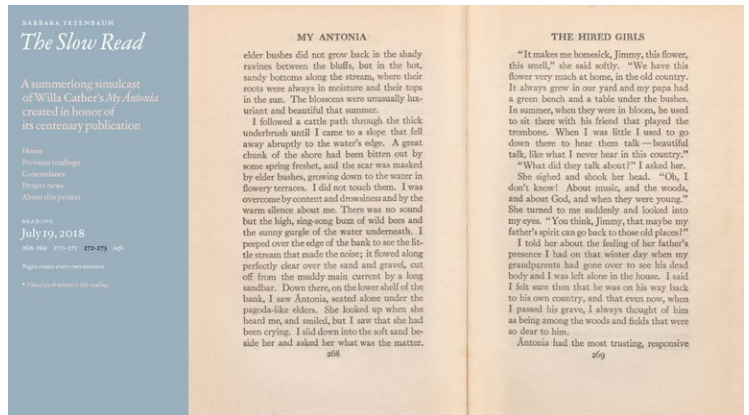 BARBARA TETENBAUM
The Slow Read
A summerlong simulcast
of Willa Cather's My Ántonia
created in honor of
its centenary publication
Home
Previous readings
Concordance
Project news
About this project
READING
July 19, 2018
268-269 270-271 272-273 info
Pages rotate every two minutes
* Visual work related to this reading
MY ANTONIA
elder bushes did not grow back in the shady
ravines between the bluffs, but in the hot,
sandy bottoms along the stream, where their
roots were always in moisture and their tops
in the sun. The blossoms were unusually lux-
uriant and beautiful that summer.
I followed a cattle path through the thick
underbrush until I came to a slope that fell
away abruptly to the water's edge. A great
chunk of the shore had been bitten out by
some spring freshet, and the scar was masked
by elder bushes, growing down to the water in
flowery terraces. I did not touch them. I was
overcome by content and drowsiness and by the
warm silence about me. There was no sound
but the high, sing-song buzz of wild bees and
the sunny gurgle of the water underneath. I
peeped over the edge of the bank to see the lit-
tle stream that made the noise; it flowed along
perfectly clear over the sand and gravel, cut
off from the muddy main current by a long
sandbar. Down there, on the lower shelf of the
bank, I saw Antonia, seated alone under the
pagoda-like elders. She looked up when she
heard me, and smiled, but I saw that she had
been crying. I slid down into the soft sand be-
side her and asked her what was the matter.
268
THE HIRED GIRLS
“It makes me homesick, Jimmy, this flower,
this smell,” she said softly. “We have this
flower very much at home, in the old country.
It always grew in our yard and my papa had
a green bench and a table under the bushes.
In summer, when they were in bloom, he used
to sit there with his friend that played the
trombone. When I was little I used to go
down there to hear them talk — beautiful
talk, like what I never hear in this country.”
“What did they talk about?” I asked her.
She sighed and shook her head. “Oh, I
don't know! About music, and the woods,
and about God, and when they were young.”
She turned to me suddenly and looked into
my eyes. “You think, Jimmy, that maybe my
father's spirit can go back to those old places?”
I told her about the feeling of her father's
presence I had on that winter day when my
grandparents had gone over to see his dead
body and I was left alone in the house. I said
I felt sure then that he was on his way back
to his own country, and that even now, when
I passed his grave, I always thought of him
as being among the woods and fields that were
so dear to him.
Ántonia had the most trusting, responsive
269